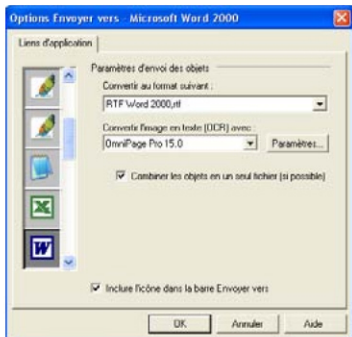 Options Envoyer vers - Microsoft Word 2000
Liens d'application
Paramètres d'envoi des objets
Convertir au format suivant :
RTF Word 2000,rtf
Convertir l'image en texte (OCR) avec :
OmniPage Pro 15.0
Paramètres...
Combiner les objets en un seul fichier (si possible)
Inclure l'icône dans la barre Envoyer vers
OK Annuler Aide